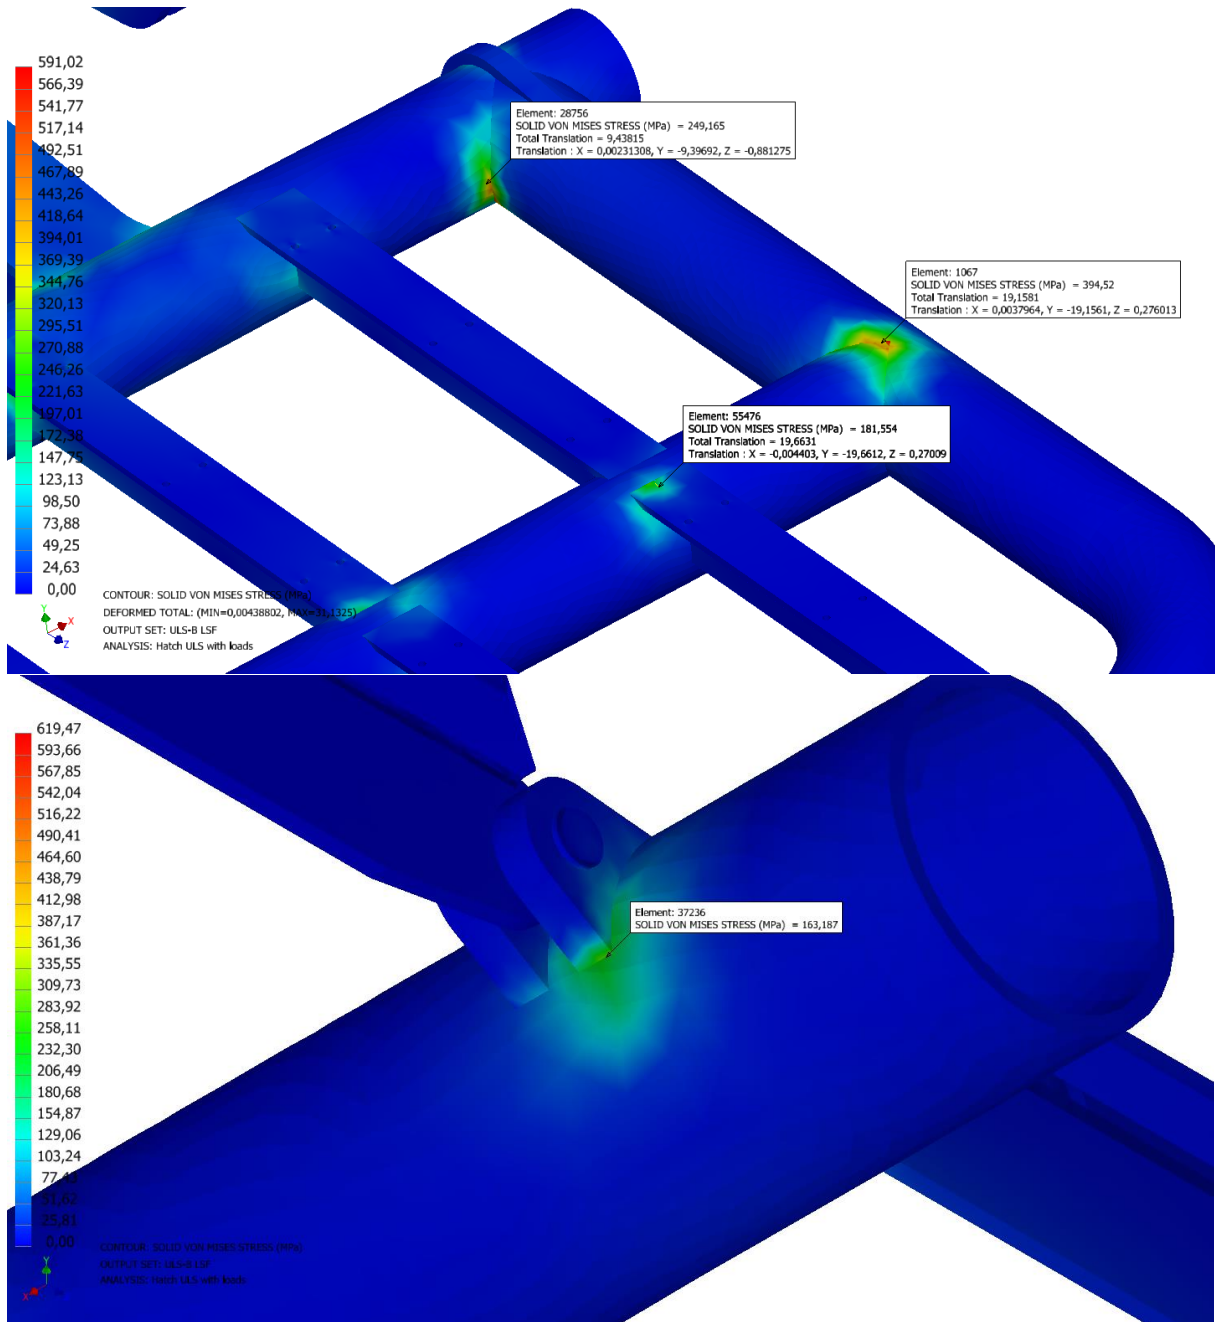 591,02
566,39
541,77
517,14
492,51
467,89
443,26
418,64
394,01
369,39
344,76
320,13
295,51
270,88
246,26
221,63
197,01
172,38
147,75
123,13
98,50
73,88
49,25
24,63
0,00
Element: 28756
SOLID VON MISES STRESS (MPa) = 249,165
Total Translation = 9,43815
Translation : X = 0,00231308, Y = -9,39692, Z = -0,881275
Element: 1067
SOLID VON MISES STRESS (MPa) = 394,52
Total Translation = 19,1581
Translation : X = 0,0037964, Y = -19,1561, Z = 0,276013
Element: 55476
SOLID VON MISES STRESS (MPa) = 181,554
Total Translation = 19,6631
Translation : X = -0,004403, Y = -19,6612, Z = 0,27009
CONTOUR: SOLID VON MISES STRESS (MPa)
DEFORMED TOTAL: (MIN=0,00438802, MAX=31,1325)
OUTPUT SET: ULS-B LSF
ANALYSIS: Hatch ULS with loads
Y
X
Z
619,47
593,66
567,85
542,04
516,22
490,41
464,60
438,79
412,98
387,17
361,36
335,55
309,73
283,92
258,11
232,30
206,49
180,68
154,87
129,06
103,24
77,43
51,62
25,81
0,00
Element: 37236
SOLID VON MISES STRESS (MPa) = 163,187
CONTOUR: SOLID VON MISES STRESS (MPa)
OUTPUT SET: ULS-B LSF
ANALYSIS: Hatch ULS with loads
Y
X